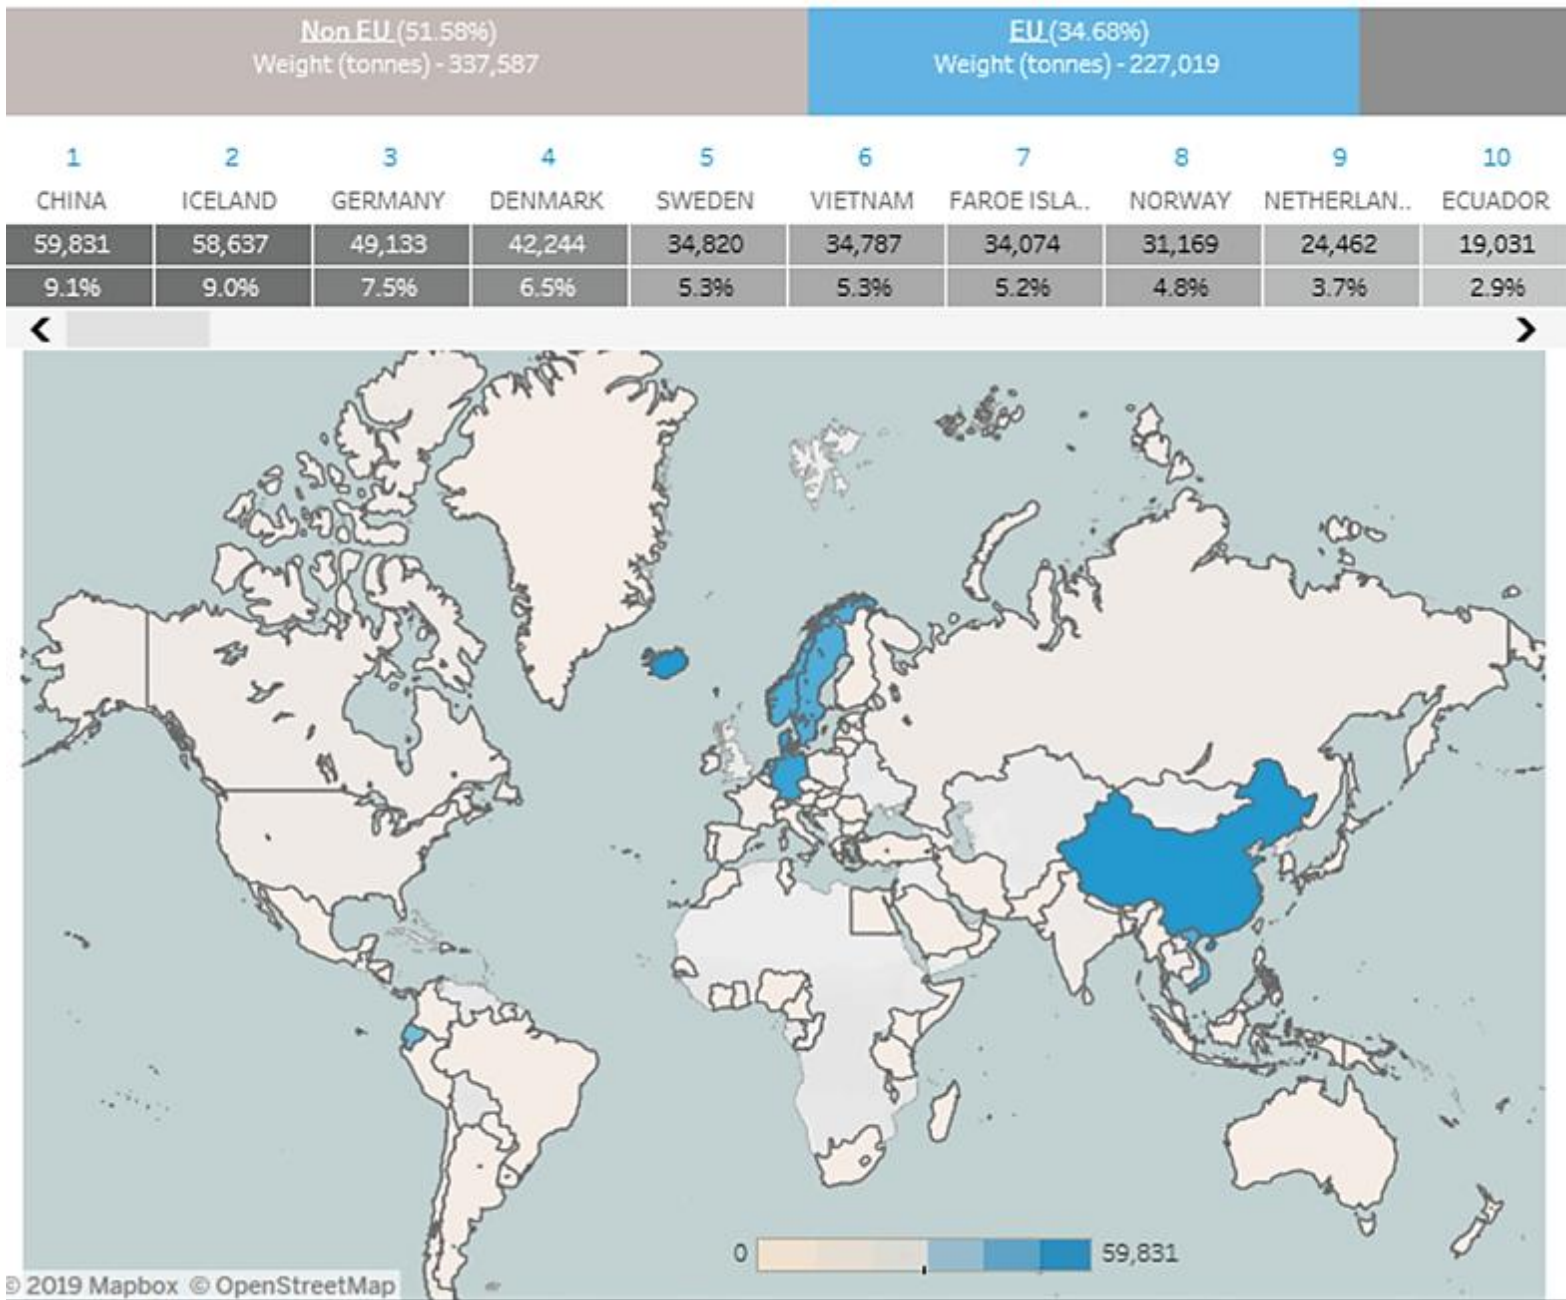 Non EU (51.58%)
Weight (tonnes) - 337,587
EU (34.68%)
Weight (tonnes) - 227,019
1 2 3 4 5 6 7 8 9 10
CHINA ICELAND GERMANY DENMARK SWEDEN VIETNAM FAROE ISLA.. NORWAY NETHERLAN.. ECUADOR
59,831 58,637 49,133 42,244 34,820 34,787 34,074 31,169 24,462 19,031
9.1% 9.0% 7.5% 6.5% 5.3% 5.3% 5.2% 4.8% 3.7% 2.9%
0 59,831
© 2019 Mapbox © OpenStreetMap